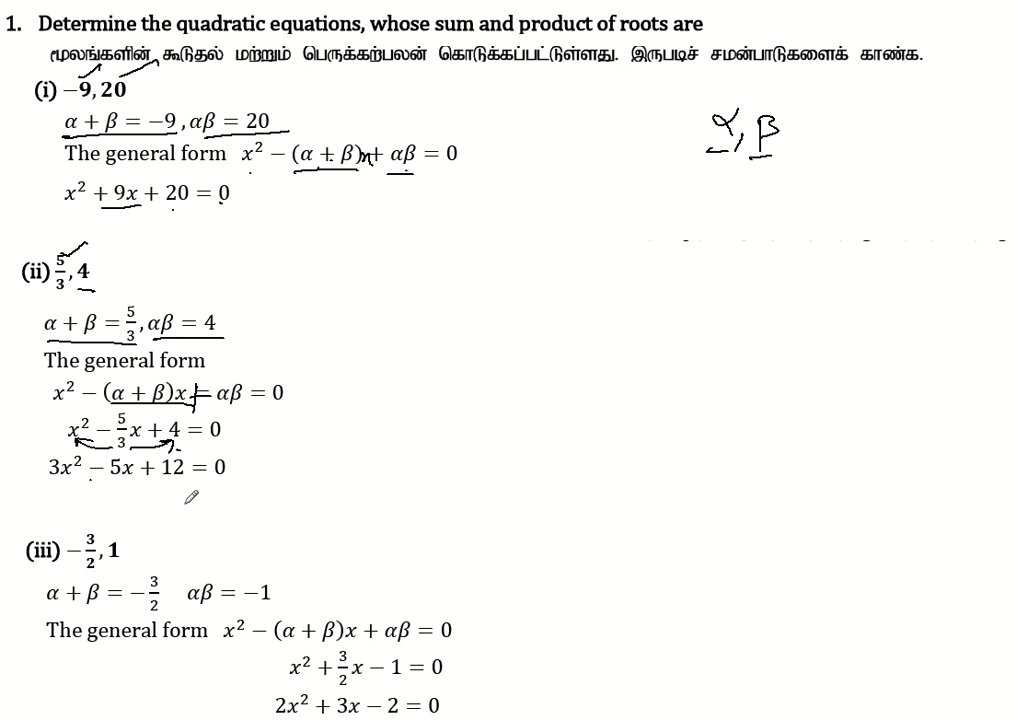 1. Determine the quadratic equations, whose sum and product of roots are
மூலங்களின் கூடுதல் மற்றும் பெருக்கற்பலன் கொடுக்கப்பட்டுள்ளது. இருபடிச் சமன்பாடுகளைக் காண்க.
(i) −9, 20
α + β = −9 , αβ = 20
α, β
The general form x² − (α + β)x + αβ = 0
x² + 9x + 20 = 0
(ii) 5/3, 4
α + β = 5/3, αβ = 4
The general form
x² − (α + β)x + αβ = 0
x² − 5/3 x + 4 = 0
3x² − 5x + 12 = 0
(iii) −3/2, 1
α + β = −3/2 αβ = −1
The general form x² − (α + β)x + αβ = 0
x² + 3/2 x − 1 = 0
2x² + 3x − 2 = 0